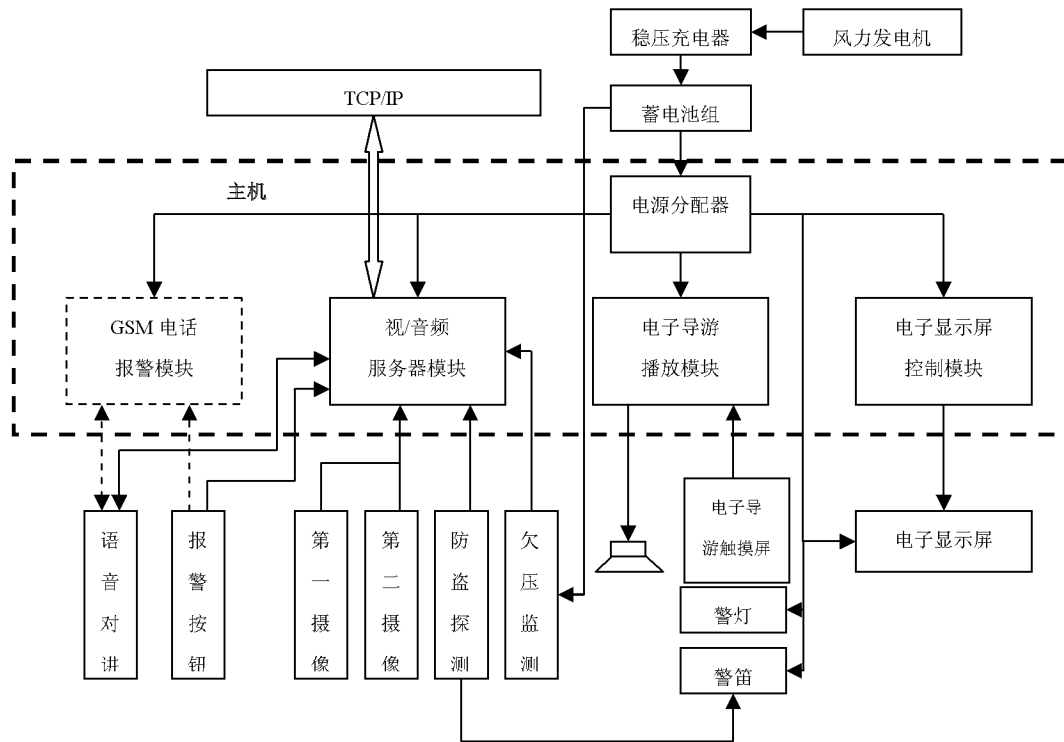 稳压充电器
风力发电机
TCP/IP
蓄电池组
主机
电源分配器
GSM 电话
报警模块
视/音频
服务器模块
电子导游
播放模块
电子显示屏
控制模块
语音对讲
报警按钮
第一摄像
第二摄像
防盗探测
欠压监测
电子导
游触摸屏
电子显示屏
警灯
警笛